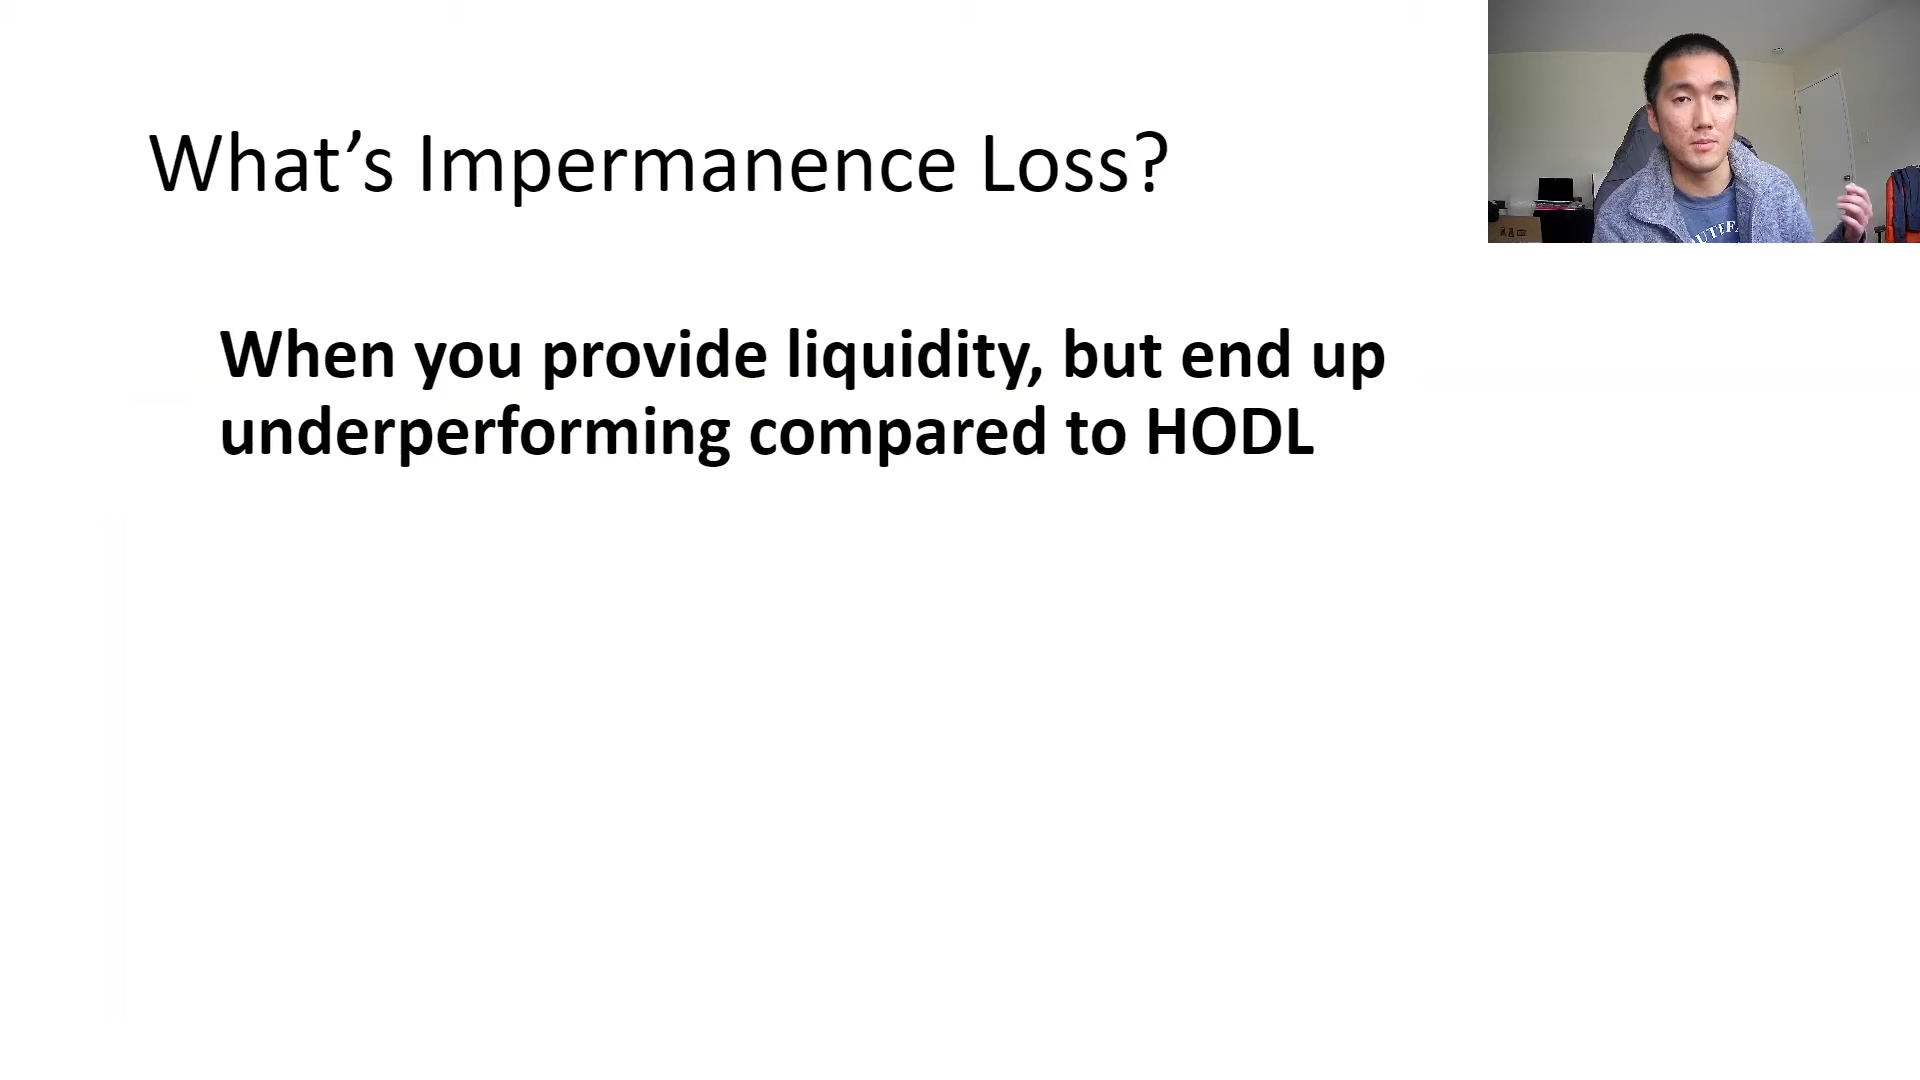 What’s Impermanence Loss?
When you provide liquidity, but end up
underperforming compared to HODL